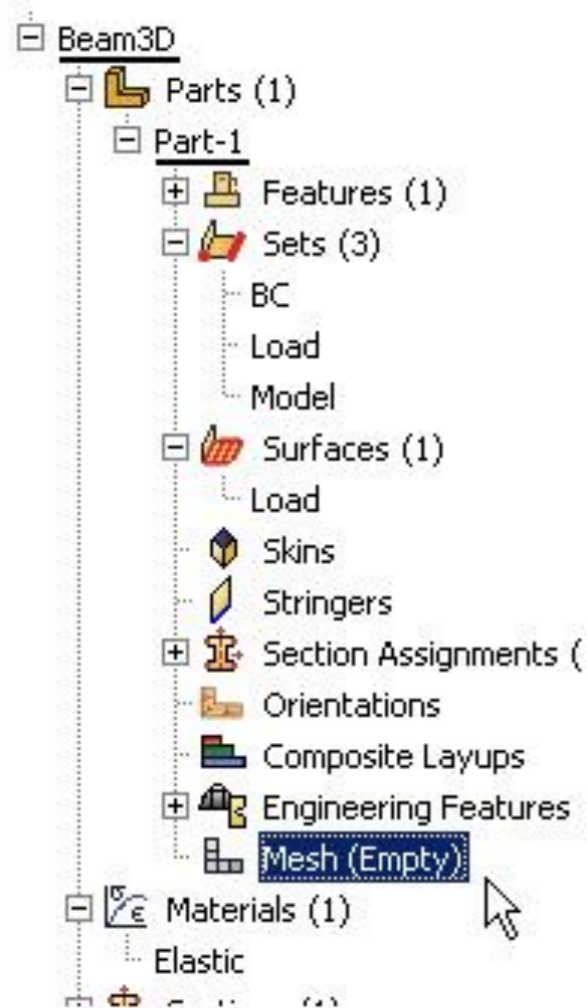 Beam3D
Parts (1)
Part-1
Features (1)
Sets (3)
BC
Load
Model
Surfaces (1)
Load
Skins
Stringers
Section Assignments (
Orientations
Composite Layups
Engineering Features
Mesh (Empty)
σ
ε
Materials (1)
Elastic